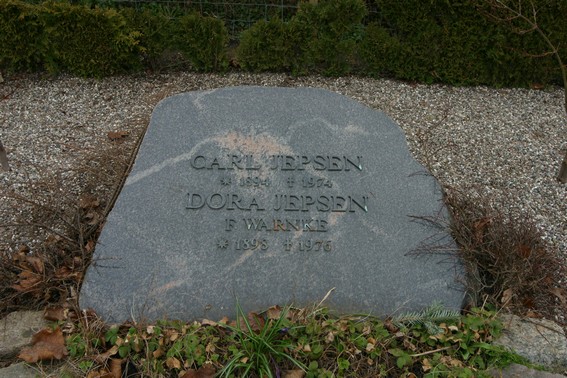 CARL JEPSEN
* 1894 † 1974
DORA JEPSEN
F WARNKE
* 1898 † 1976